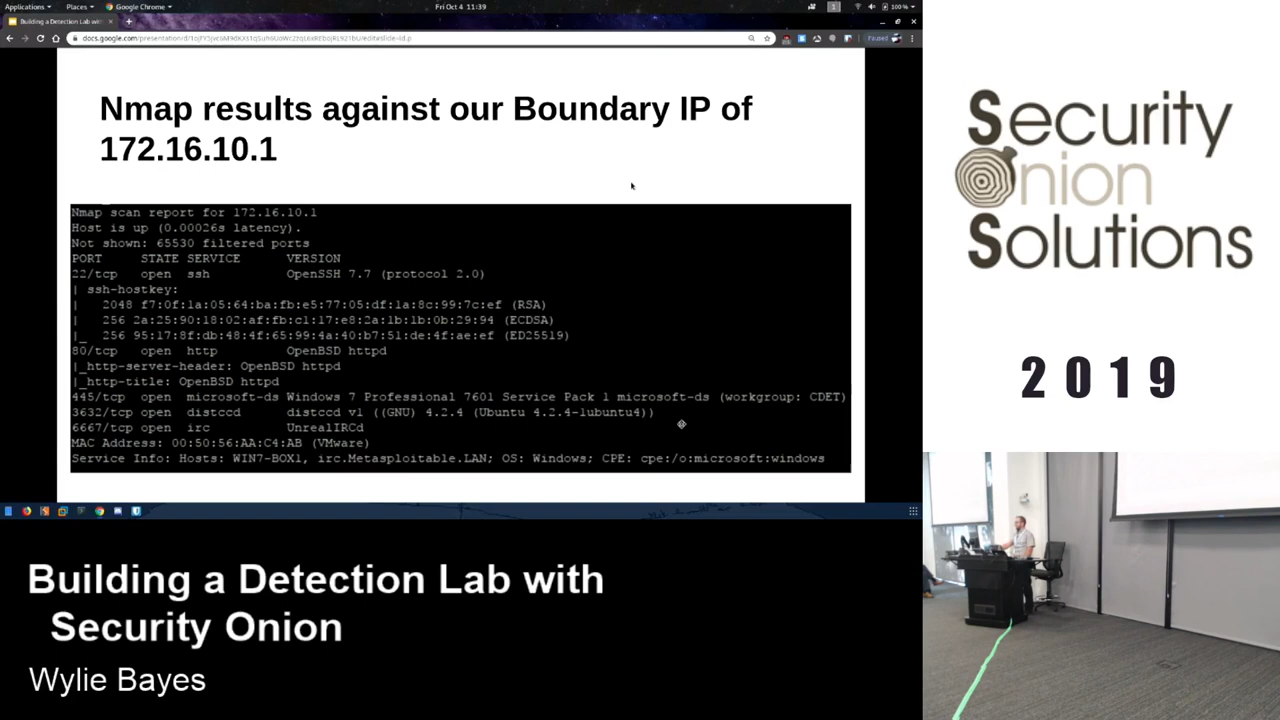 Applications Places Google Chrome Fri Oct 4 11:39 1 100 %
Building a Detection Lab with
Paused
Nmap results against our Boundary IP of
172.16.10.1
Nmap scan report for 172.16.10.1
Host is up (0.00026s latency).
Not shown: 65530 filtered ports
PORT STATE SERVICE VERSION
22/tcp open ssh OpenSSH 7.7 (protocol 2.0)
| ssh-hostkey:
| 2048 f7:0f:1a:05:64:ba:fb:e5:77:05:df:1a:8c:99:7c:ef (RSA)
| 256 2a:25:90:18:02:af:fb:c1:17:e8:2a:1b:1b:0b:29:94 (ECDSA)
|_ 256 95:17:8f:db:48:4f:65:99:4a:40:b7:51:de:4f:ae:ef (ED25519)
80/tcp open http OpenBSD httpd
|_http-server-header: OpenBSD httpd
|_http-title: OpenBSD httpd
445/tcp open microsoft-ds Windows 7 Professional 7601 Service Pack 1 microsoft-ds (workgroup: CDET)
3632/tcp open distccd distccd v1 ((GNU) 4.2.4 (Ubuntu 4.2.4-1ubuntu4))
6667/tcp open irc UnrealIRCd
MAC Address: 00:50:56:AA:C4:AB (VMware)
Service Info: Hosts: WIN7-BOX1, irc.Metasploitable.LAN; OS: Windows; CPE: cpe:/o:microsoft:windows
Security
Onion
Solutions
2019
Building a Detection Lab with
Security Onion
Wylie Bayes